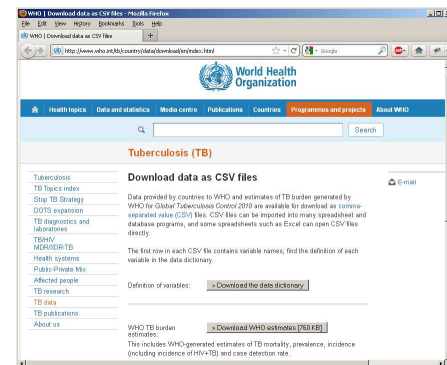 WHO | Download data as CSV files - Mozilla Firefox
File Edit View History Bookmarks Tools Help
WHO | Download data as CSV files +
http://www.who.int/tb/country/data/download/en/index.html
Google
World Health
Organization
Health topics Data and statistics Media centre Publications Countries Programmes and projects About WHO
Search
Tuberculosis (TB)
Tuberculosis
TB Topics index
Stop TB Strategy
DOTS expansion
TB diagnostics and
laboratories
TB/HIV
MDR/XDR-TB
Health systems
Public-Private Mix
Affected people
TB research
TB data
TB publications
About us
Download data as CSV files
Data provided by countries to WHO and estimates of TB burden generated by
WHO for Global Tuberculosis Control 2010 are available for download as comma-
separated value (CSV) files. CSV files can be imported into many spreadsheet and
database programs, and some spreadsheets such as Excel can open CSV files
directly.
The first row in each CSV file contains variable names; find the definition of each
variable in the data dictionary.
Definition of variables: » Download the data dictionary
WHO TB burden
estimates: » Download WHO estimates [760 KB]
This includes WHO-generated estimates of TB mortality, prevalence, incidence
(including incidence of HIV+TB) and case detection rate.
E-mail